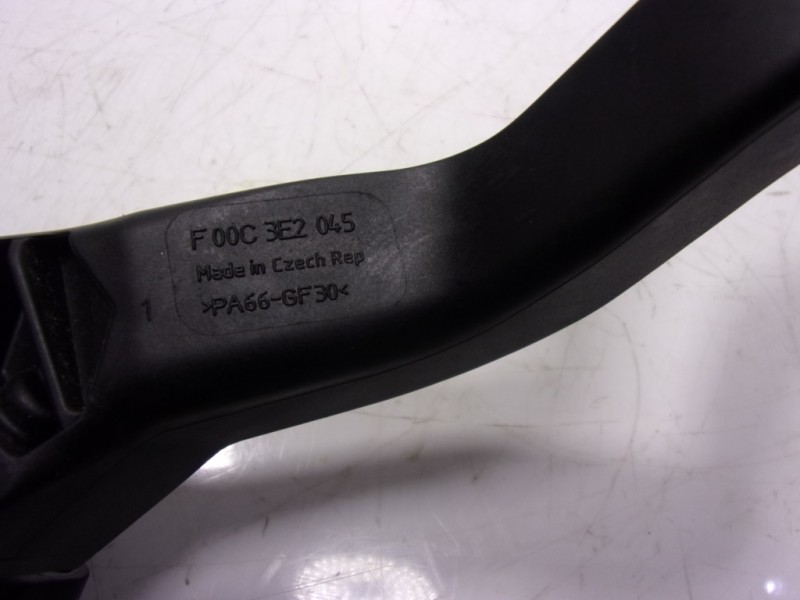 F 00C 3E2 045
Made in Czech Rep
>PA66-GF30<
1